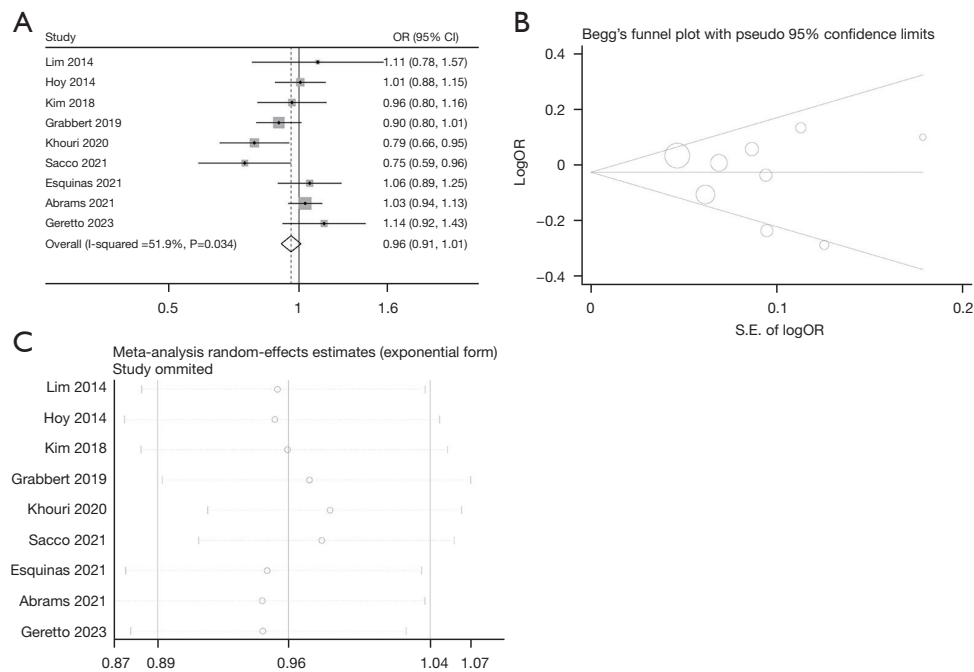 A
Study OR (95% CI)
Lim 2014 1.11 (0.78, 1.57)
Hoy 2014 1.01 (0.88, 1.15)
Kim 2018 0.96 (0.80, 1.16)
Grabbert 2019 0.90 (0.80, 1.01)
Khouri 2020 0.79 (0.66, 0.95)
Sacco 2021 0.75 (0.59, 0.96)
Esquinas 2021 1.06 (0.89, 1.25)
Abrams 2021 1.03 (0.94, 1.13)
Geretto 2023 1.14 (0.92, 1.43)
Overall (I-squared =51.9%, P=0.034) 0.96 (0.91, 1.01)
0.5 1 1.6
B
Begg's funnel plot with pseudo 95% confidence limits
LogOR
0.4
0.2
0
−0.2
−0.4
0 0.1 0.2
S.E. of logOR
C
Meta-analysis random-effects estimates (exponential form)
Study ommited
Lim 2014
Hoy 2014
Kim 2018
Grabbert 2019
Khouri 2020
Sacco 2021
Esquinas 2021
Abrams 2021
Geretto 2023
0.87 0.89 0.96 1.04 1.07